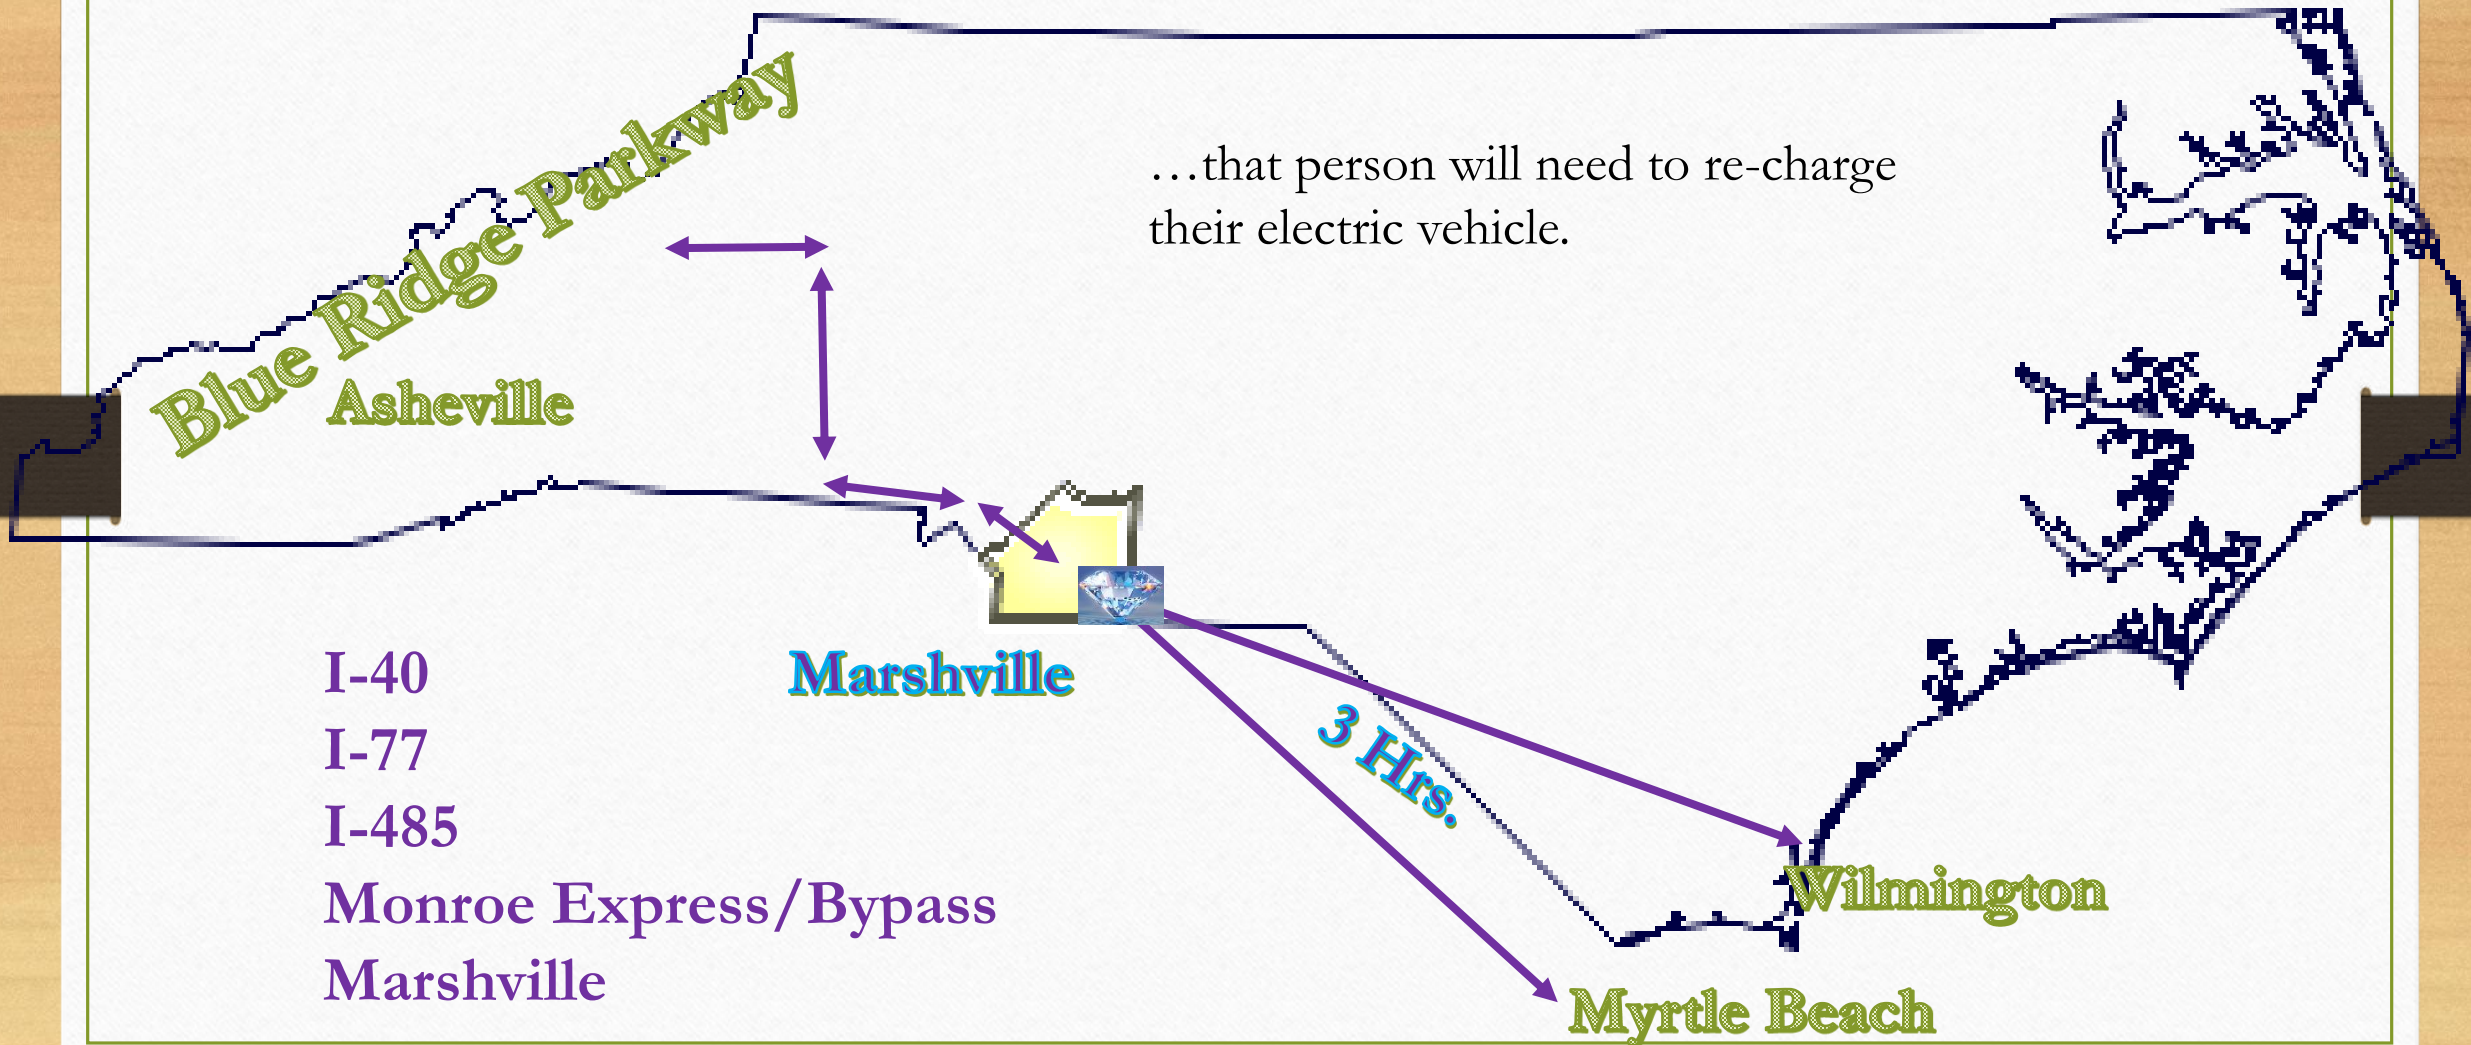 Blue Ridge Parkway
…that person will need to re-charge
their electric vehicle.
Asheville
Marshville
3 Hrs.
I-40
I-77
I-485
Monroe Express/Bypass
Marshville
Wilmington
Myrtle Beach